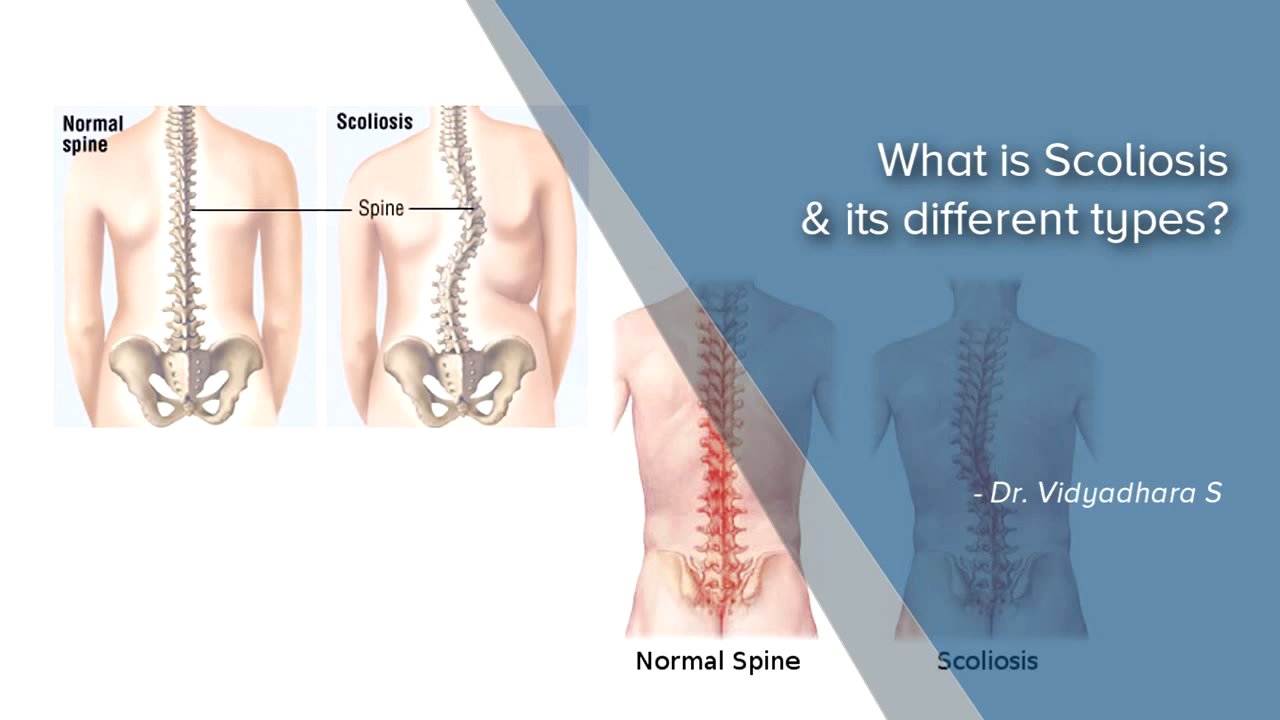 Normal
spine
Scoliosis
Spine
What is Scoliosis
& its different types?
- Dr. Vidyadhara S
Normal Spine
Scoliosis